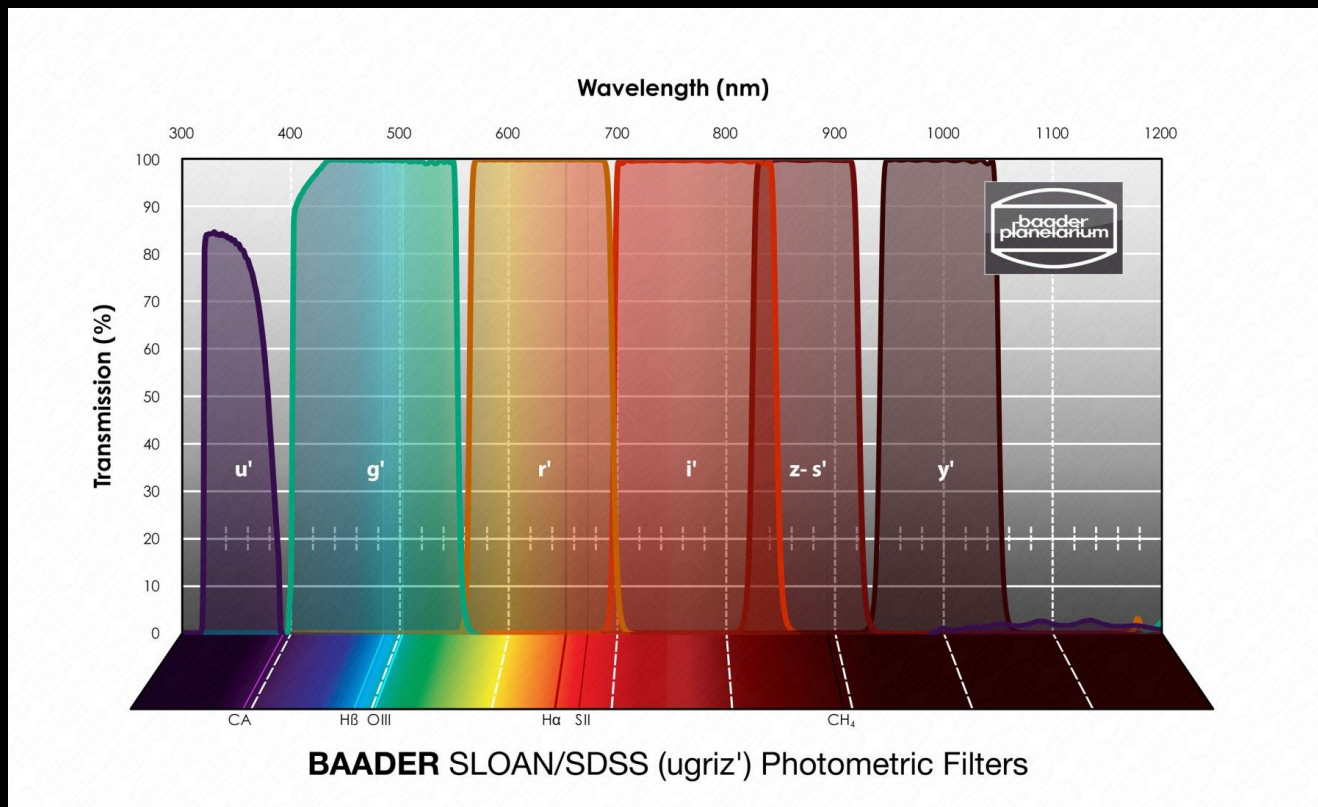 Wavelength (nm)
300 400 500 600 700 800 900 1000 1100 1200
Transmission (%)
100
90
80
70
60
50
40
30
20
10
0
baader
planetarium
u' g' r' i' z- s' y'
CA Hß OIII Hα SII CH₄
BAADER SLOAN/SDSS (ugriz') Photometric Filters